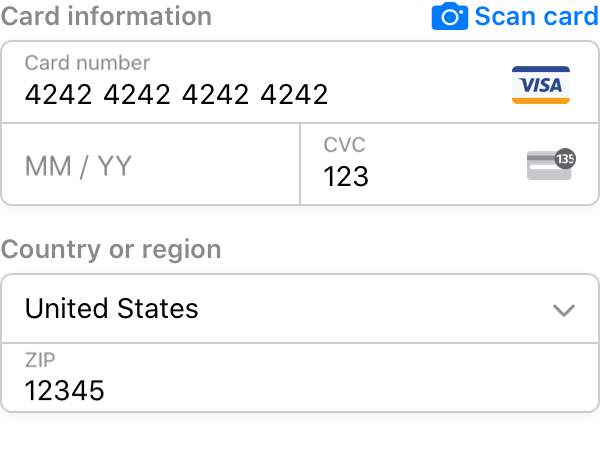 Card information
Scan card
Card number
4242 4242 4242 4242
VISA
MM / YY
CVC
123
135
Country or region
United States
ZIP
12345